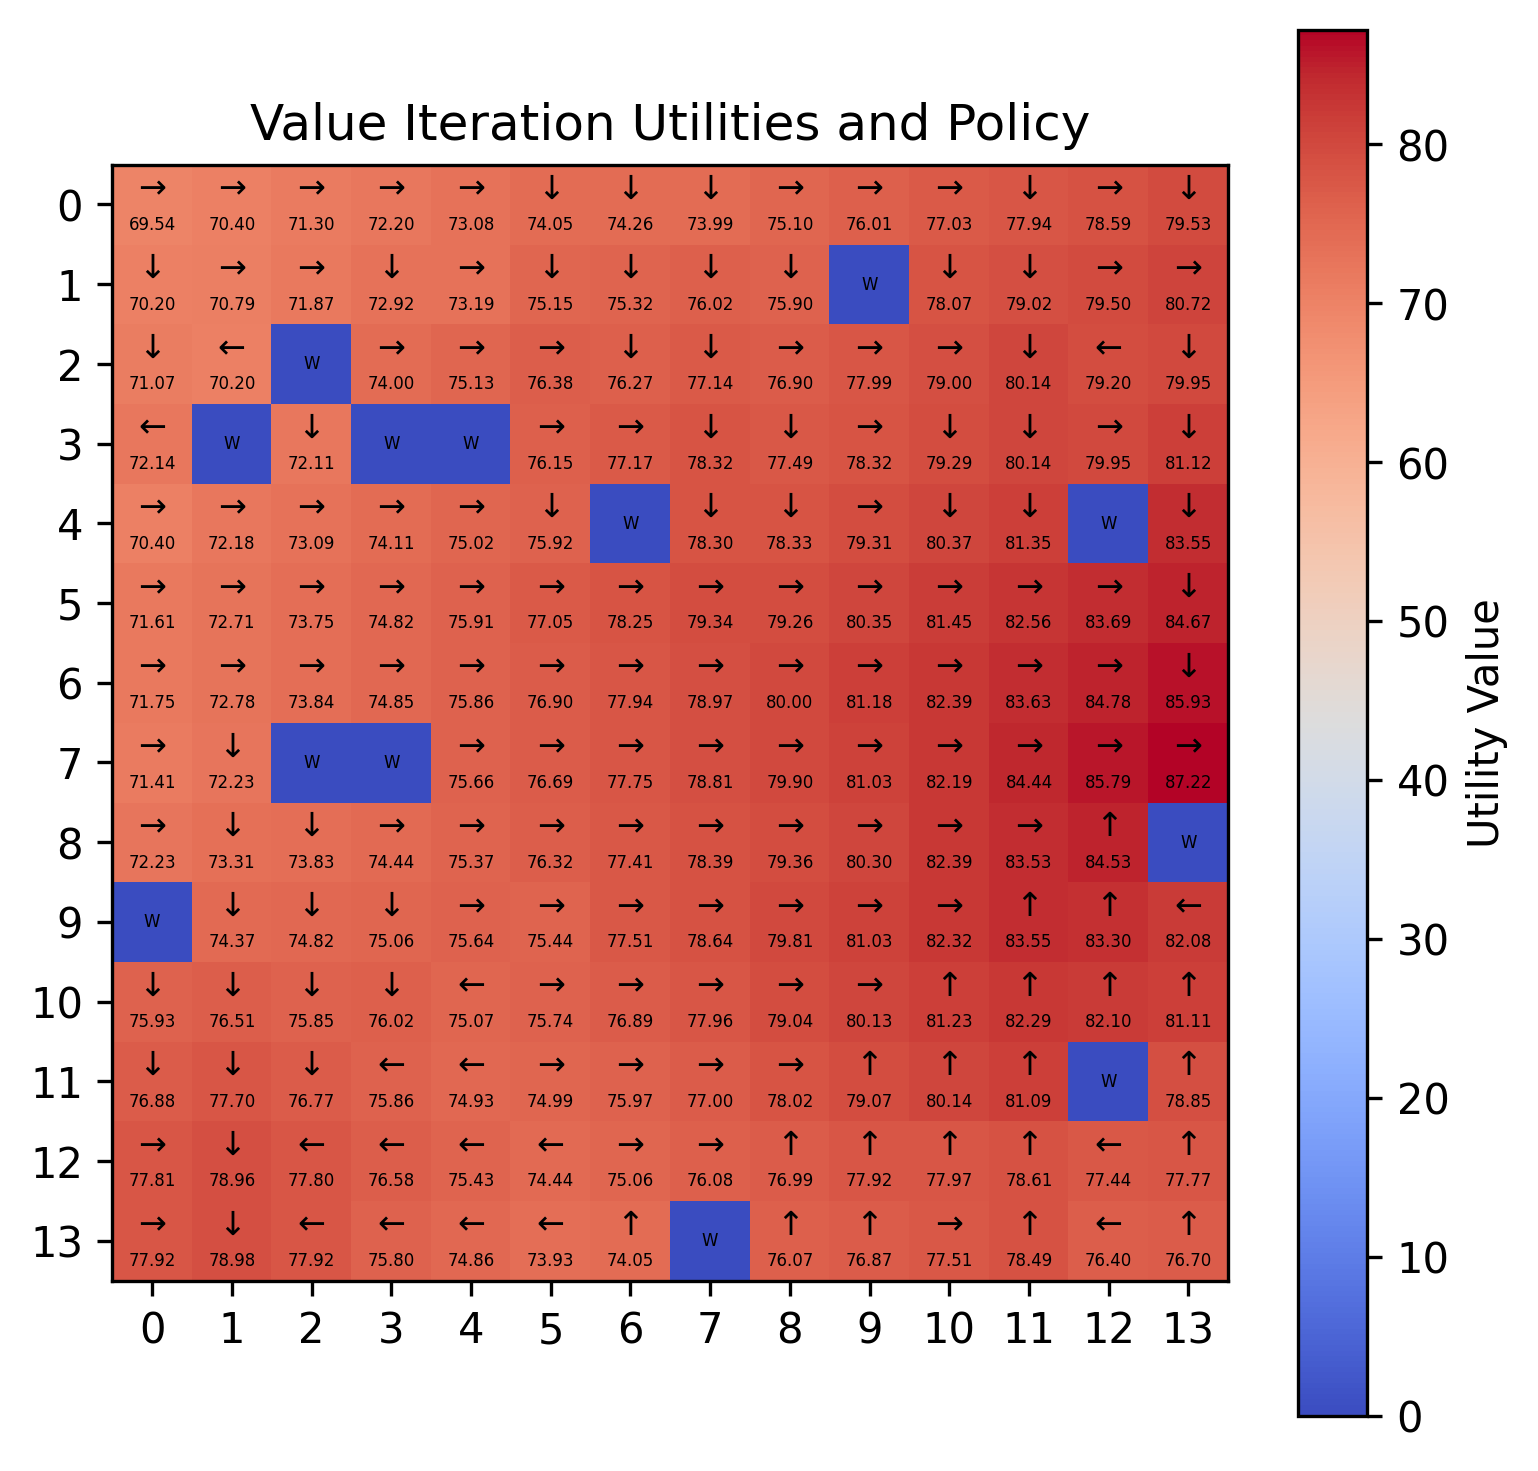 Value Iteration Utilities and Policy
0 → → → → → ↓ ↓ ↓ → → → ↓ → ↓
69.54 70.40 71.30 72.20 73.08 74.05 74.26 73.99 75.10 76.01 77.03 77.94 78.59 79.53
1 ↓ → → ↓ → ↓ ↓ ↓ ↓ W ↓ ↓ → →
70.20 70.79 71.87 72.92 73.19 75.15 75.32 76.02 75.90 78.07 79.02 79.50 80.72
2 ↓ ← W → → → ↓ ↓ → → → ↓ ← ↓
71.07 70.20 74.00 75.13 76.38 76.27 77.14 76.90 77.99 79.00 80.14 79.20 79.95
3 ← W ↓ W W → → ↓ ↓ → ↓ ↓ → ↓
72.14 72.11 76.15 77.17 78.32 77.49 78.32 79.29 80.14 79.95 81.12
4 → → → → → ↓ W ↓ ↓ → ↓ ↓ W ↓
70.40 72.18 73.09 74.11 75.02 75.92 78.30 78.33 79.31 80.37 81.35 83.55
5 → → → → → → → → → → → → → ↓
71.61 72.71 73.75 74.82 75.91 77.05 78.25 79.34 79.26 80.35 81.45 82.56 83.69 84.67
6 → → → → → → → → → → → → → ↓
71.75 72.78 73.84 74.85 75.86 76.90 77.94 78.97 80.00 81.18 82.39 83.63 84.78 85.93
7 → ↓ W W → → → → → → → → → →
71.41 72.23 75.66 76.69 77.75 78.81 79.90 81.03 82.19 84.44 85.79 87.22
8 → ↓ ↓ → → → → → → → → → ↑ W
72.23 73.31 73.83 74.44 75.37 76.32 77.41 78.39 79.36 80.30 82.39 83.53 84.53
9 W ↓ ↓ ↓ → → → → → → → ↑ ↑ ←
74.37 74.82 75.06 75.64 75.44 77.51 78.64 79.81 81.03 82.32 83.55 83.30 82.08
10 ↓ ↓ ↓ ↓ ← → → → → → ↑ ↑ ↑ ↑
75.93 76.51 75.85 76.02 75.07 75.74 76.89 77.96 79.04 80.13 81.23 82.29 82.10 81.11
11 ↓ ↓ ↓ ← ← → → → → ↑ ↑ ↑ W ↑
76.88 77.70 76.77 75.86 74.93 74.99 75.97 77.00 78.02 79.07 80.14 81.09 78.85
12 → ↓ ← ← ← ← → → ↑ ↑ ↑ ↑ ← ↑
77.81 78.96 77.80 76.58 75.43 74.44 75.06 76.08 76.99 77.92 77.97 78.61 77.44 77.77
13 → ↓ ← ← ← ← ↑ W ↑ ↑ → ↑ ← ↑
77.92 78.98 77.92 75.80 74.86 73.93 74.05 76.07 76.87 77.51 78.49 76.40 76.70
0 1 2 3 4 5 6 7 8 9 10 11 12 13
80
70
60
50
40
30
20
10
0
Utility Value